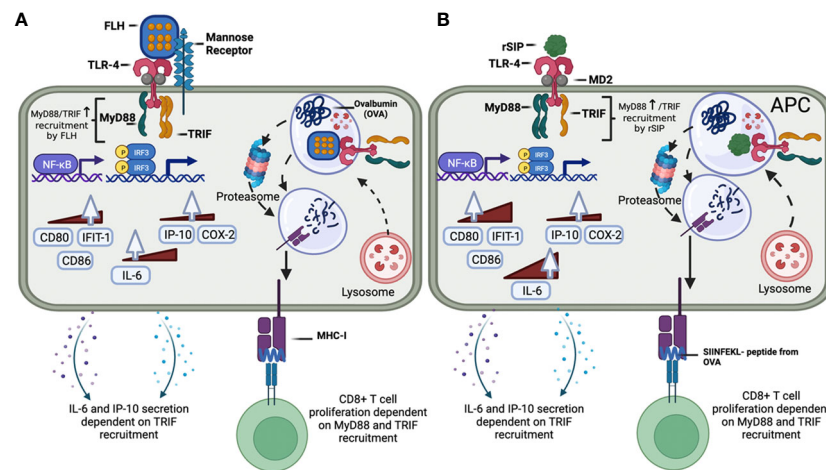 A
FLH
Mannose
Receptor
TLR-4
MyD88/TRIF ↑
recruitment
by FLH
MyD88
TRIF
Ovalbumin
(OVA)
NF-κB
P
P
IRF3
IRF3
Proteasome
CD80
IFIT-1
CD86
IP-10
COX-2
IL-6
Lysosome
MHC-I
IL-6 and IP-10 secretion
dependent on TRIF
recruitment
CD8+ T cell
proliferation dependent
on MyD88 and TRIF
recruitment
B
rSIP
TLR-4
MD2
MyD88
TRIF
MyD88 ↑ /TRIF
recruitment
by rSIP
APC
NF-κB
P
P
IRF3
IRF3
Proteasome
CD80
IFIT-1
CD86
IP-10
COX-2
IL-6
Lysosome
SIINFEKL- peptide from
OVA
IL-6 and IP-10 secretion
dependent on TRIF
recruitment
CD8+ T cell
proliferation dependent
on MyD88 and TRIF
recruitment